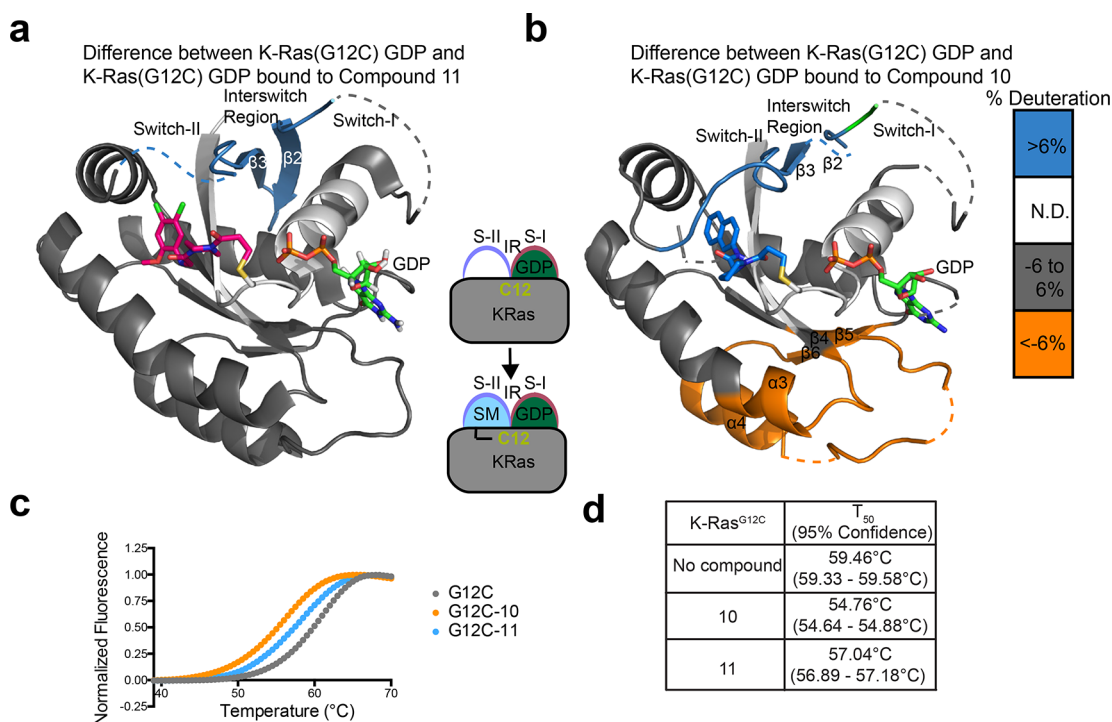 a
Difference between K-Ras(G12C) GDP and
K-Ras(G12C) GDP bound to Compound 11
Interswitch
Region
Switch-II
Switch-I
β3
β2
GDP
S-II
IR
S-I
GDP
C12
KRas
S-II
IR
S-I
SM
GDP
C12
KRas
b
Difference between K-Ras(G12C) GDP and
K-Ras(G12C) GDP bound to Compound 10
Interswitch
Region
Switch-II
Switch-I
β3
β2
GDP
β4
β5
β6
α3
α4
% Deuteration
>6%
N.D.
-6 to
6%
<-6%
c
Normalized Fluorescence
1.25
1.00
0.75
0.50
0.25
0.00
-0.25
40
50
60
70
Temperature (°C)
G12C
G12C-10
G12C-11
d
K-Ras^G12C
T₅₀
(95% Confidence)
No compound
59.46°C
(59.33 - 59.58°C)
10
54.76°C
(54.64 - 54.88°C)
11
57.04°C
(56.89 - 57.18°C)